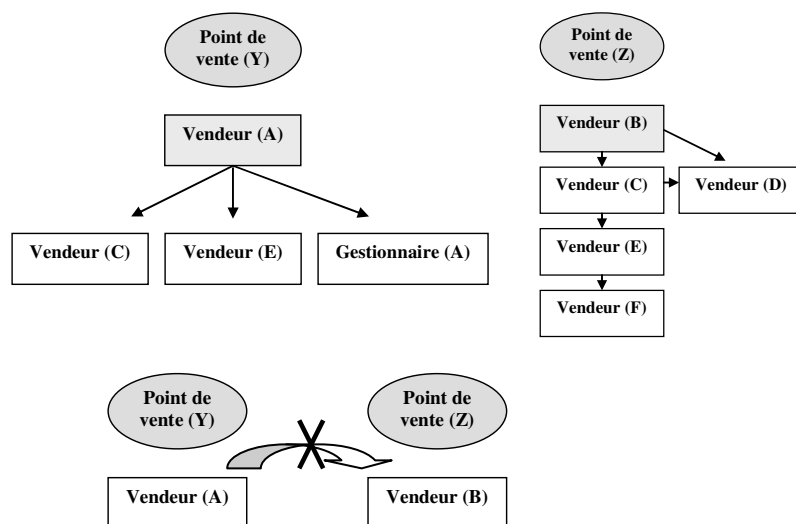 Point de
vente (Y)
Vendeur (A)
Vendeur (C)
Vendeur (E)
Gestionnaire (A)
Point de
vente (Z)
Vendeur (B)
Vendeur (C)
Vendeur (D)
Vendeur (E)
Vendeur (F)
Point de
vente (Y)
Point de
vente (Z)
Vendeur (A)
Vendeur (B)